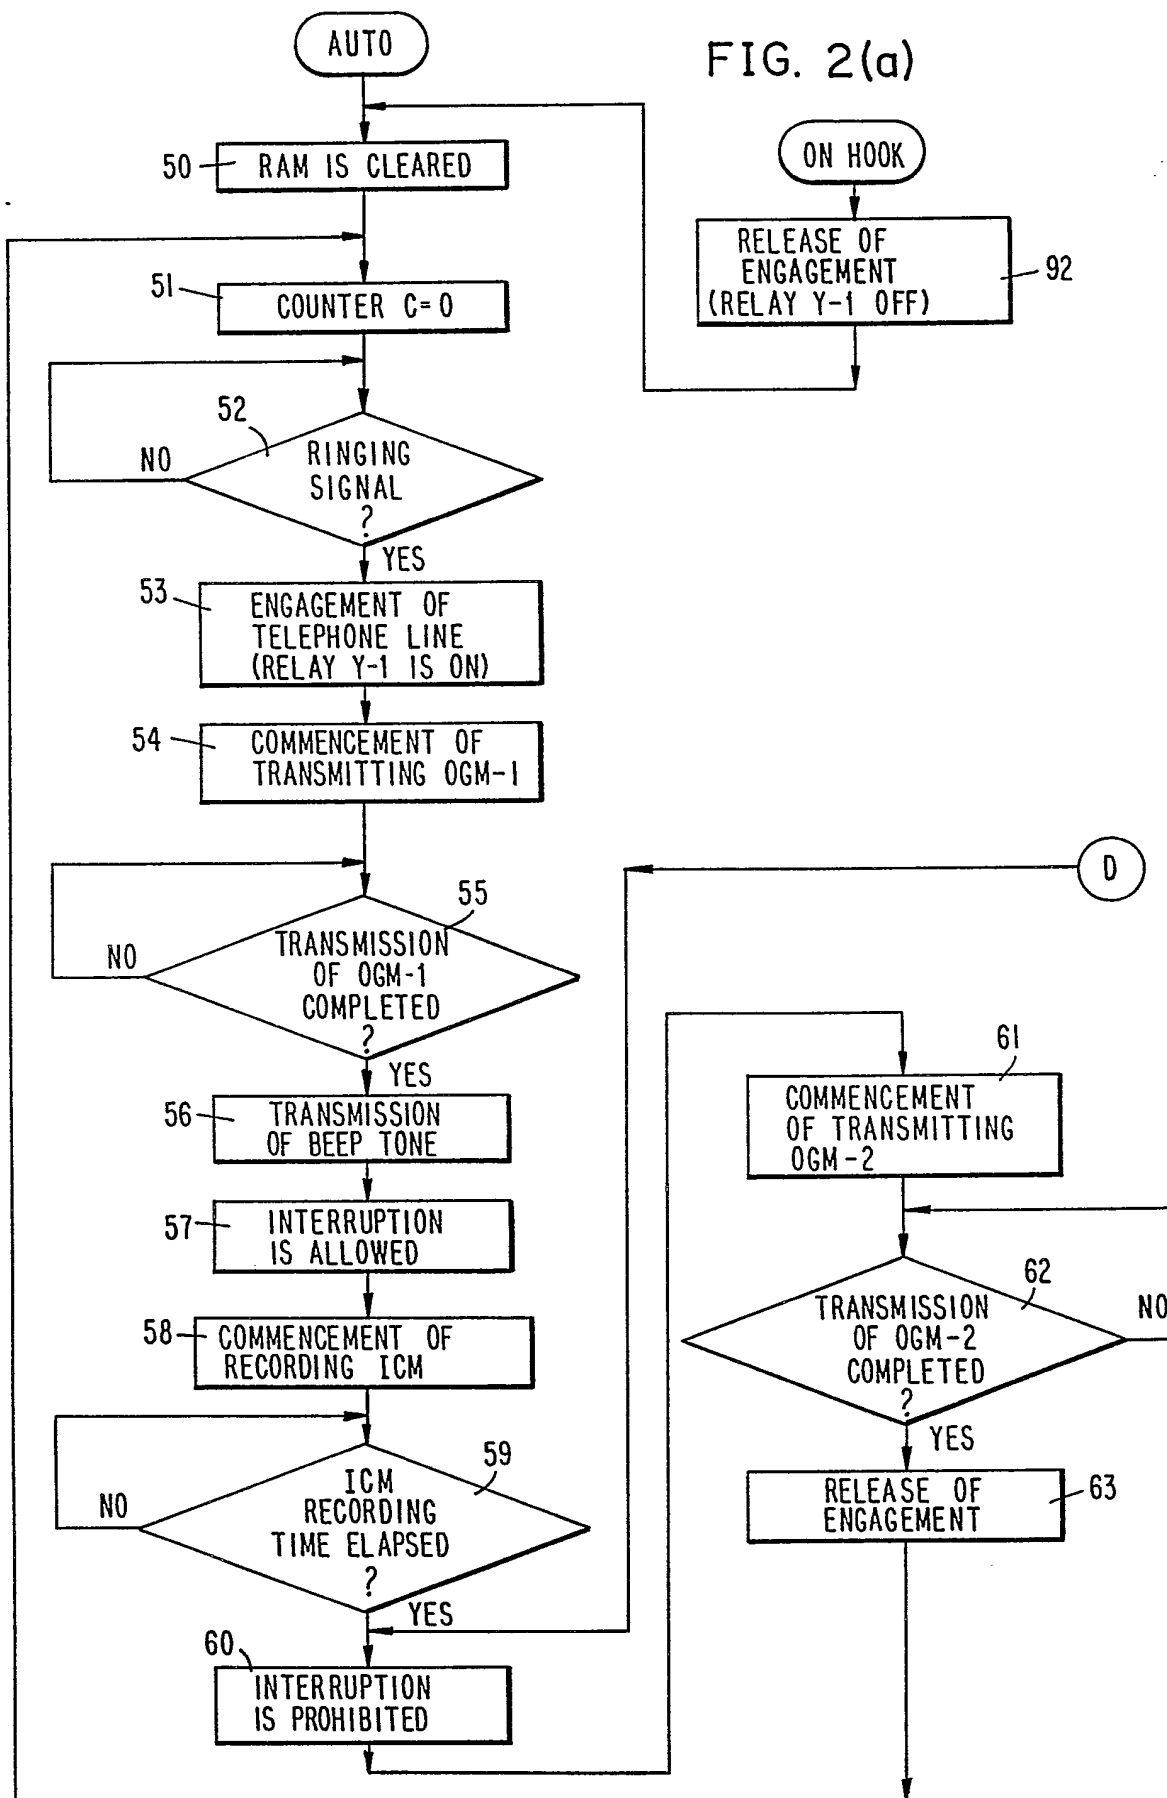 AUTO
FIG. 2(a)
50
RAM IS CLEARED
ON HOOK
RELEASE OF
ENGAGEMENT
(RELAY Y-1 OFF)
92
51
COUNTER C=0
52
RINGING
SIGNAL
?
NO
YES
53
ENGAGEMENT OF
TELEPHONE LINE
(RELAY Y-1 IS ON)
54
COMMENCEMENT OF
TRANSMITTING OGM-1
D
55
TRANSMISSION
OF OGM-1
COMPLETED
?
NO
YES
56
TRANSMISSION
OF BEEP TONE
57
INTERRUPTION
IS ALLOWED
58
COMMENCEMENT OF
RECORDING ICM
59
ICM
RECORDING
TIME ELAPSED
?
NO
YES
60
INTERRUPTION
IS PROHIBITED
61
COMMENCEMENT
OF TRANSMITTING
OGM-2
62
TRANSMISSION
OF OGM-2
COMPLETED
?
NO
YES
RELEASE OF
ENGAGEMENT
63